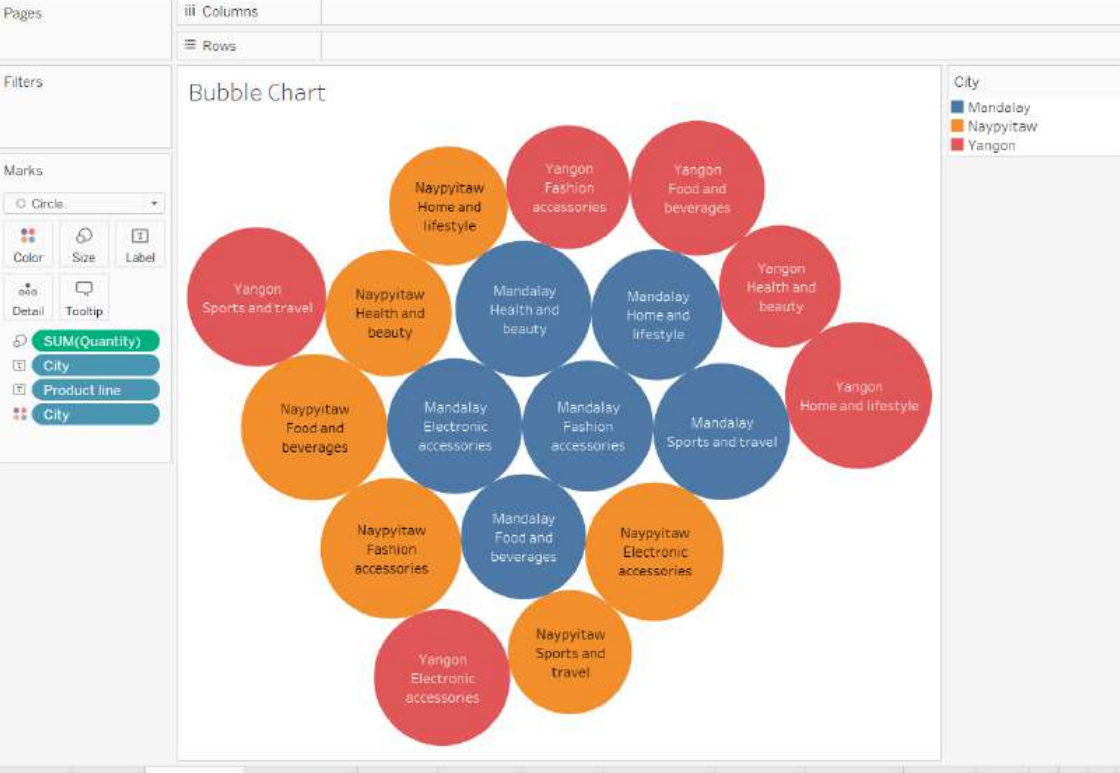 Pages
Columns
Rows
Filters
Marks
Circle
Color
Size
Label
Detail
Tooltip
SUM(Quantity)
City
Product line
City
Bubble Chart
Naypyitaw
Home and
lifestyle
Yangon
Fashion
accessories
Yangon
Food and
beverages
Yangon
Sports and travel
Naypyitaw
Health and
beauty
Mandalay
Health and
beauty
Mandalay
Home and
lifestyle
Yangon
Health and
beauty
Naypyitaw
Food and
beverages
Mandalay
Electronic
accessories
Mandalay
Fashion
accessories
Mandalay
Sports and travel
Yangon
Home and lifestyle
Naypyitaw
Fashion
accessories
Mandalay
Food and
beverages
Naypyitaw
Electronic
accessories
Yangon
Electronic
accessories
Naypyitaw
Sports and
travel
City
Mandalay
Naypyitaw
Yangon